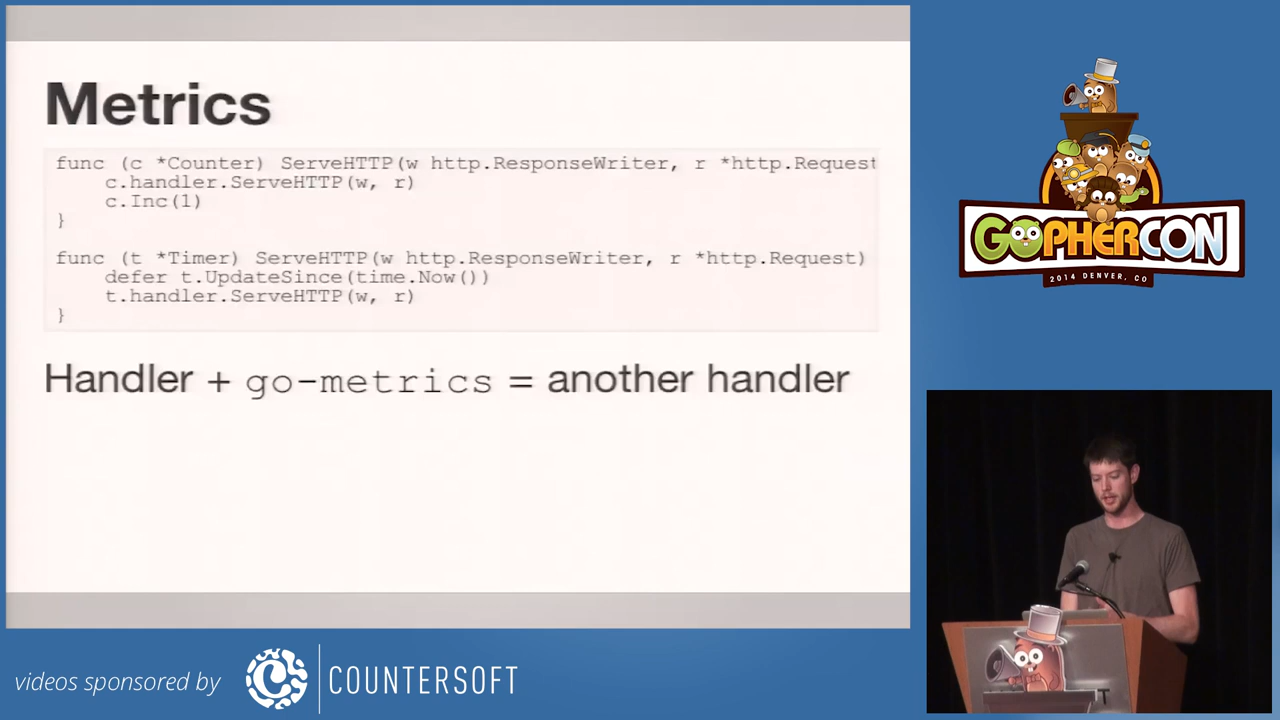 Metrics
func (c *Counter) ServeHTTP(w http.ResponseWriter, r *http.Request
c.handler.ServeHTTP(w, r)
c.Inc(1)
}
func (t *Timer) ServeHTTP(w http.ResponseWriter, r *http.Request)
defer t.UpdateSince(time.Now())
t.handler.ServeHTTP(w, r)
}
Handler + go-metrics = another handler
GOPHERCON
2014 DENVER, CO
videos sponsored by
COUNTERSOFT
T